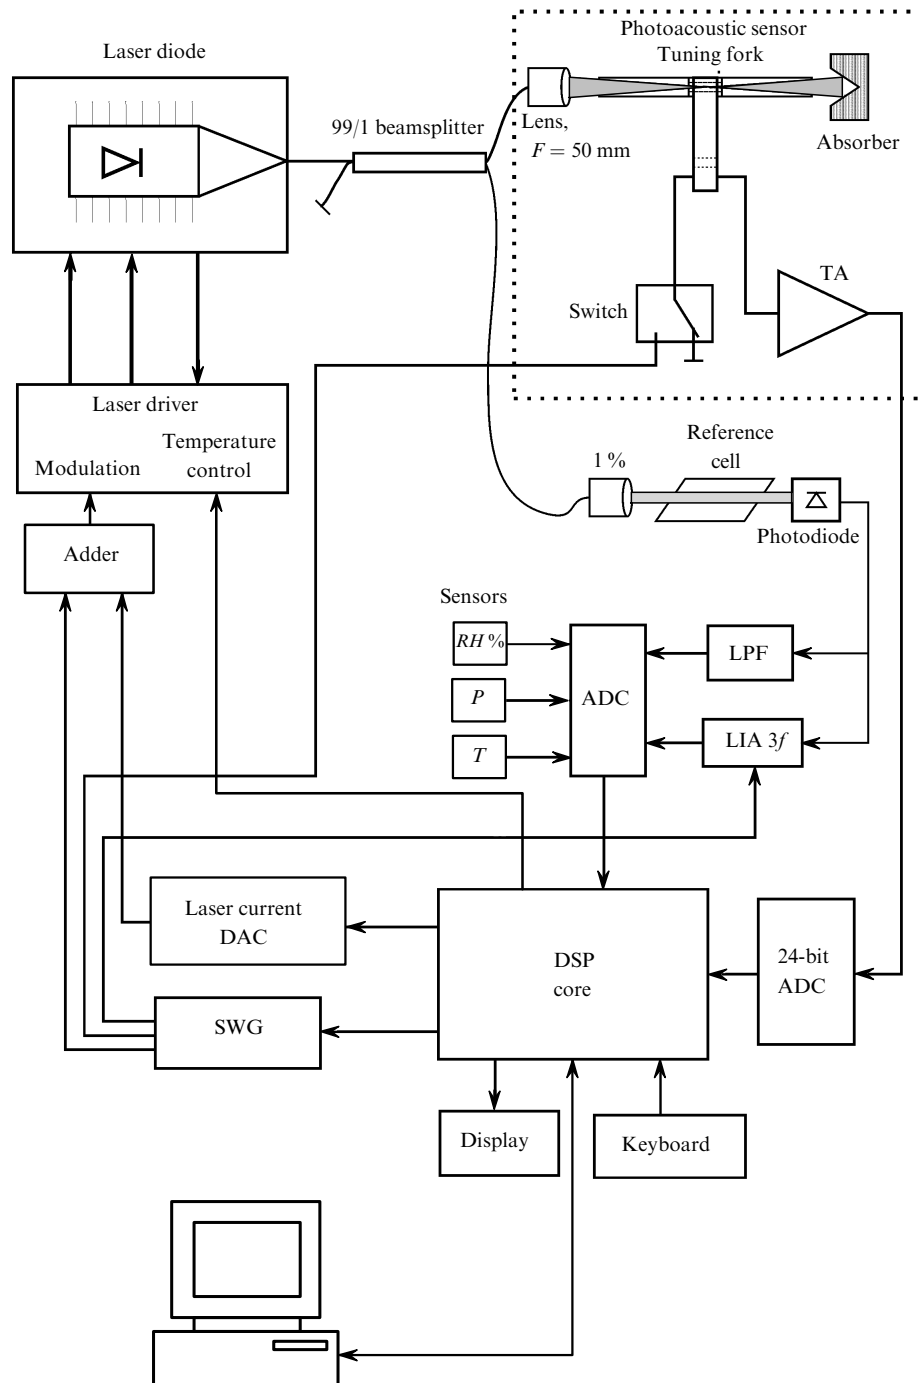 Laser diode
Photoacoustic sensor
Tuning fork
99/1 beamsplitter
Lens,
F = 50 mm
Absorber
TA
Switch
Laser driver
Temperature
control
Modulation
Reference
cell
1 %
Photodiode
Adder
Sensors
RH %
P
T
ADC
LPF
LIA 3f
Laser current
DAC
DSP
core
24-bit
ADC
SWG
Display
Keyboard